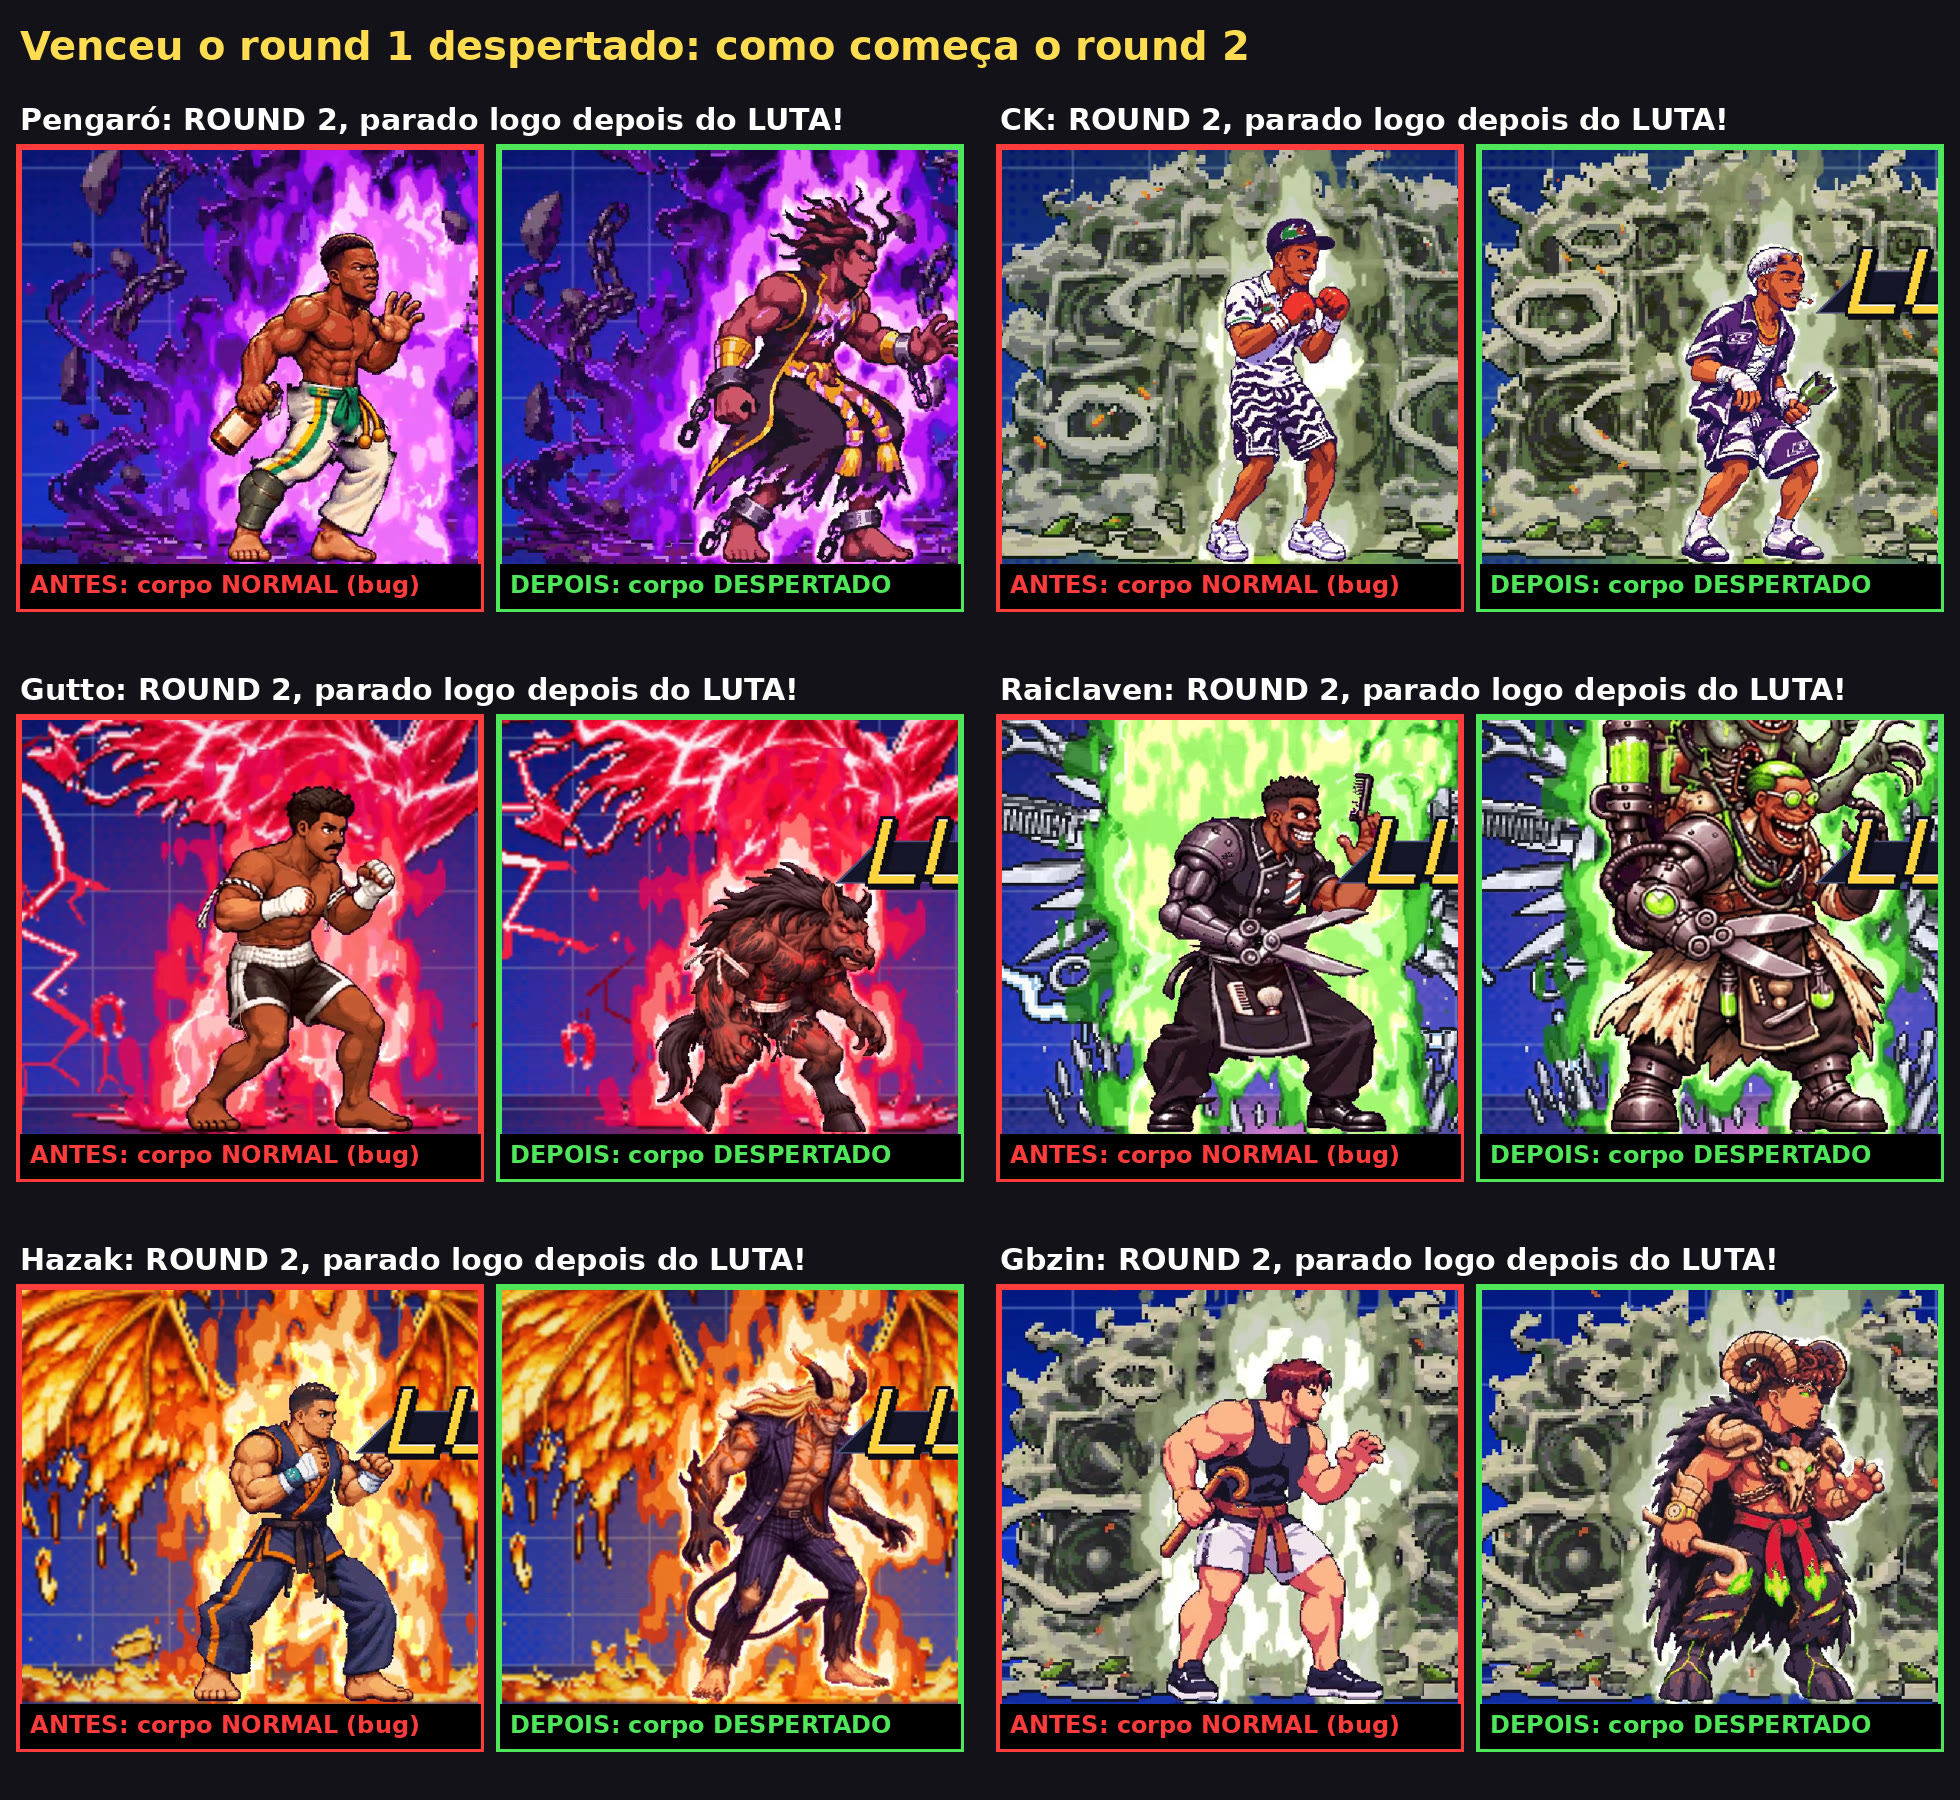 Venceu o round 1 despertado: como começa o round 2
Pengaró: ROUND 2, parado logo depois do LUTA!
CK: ROUND 2, parado logo depois do LUTA!
ANTES: corpo NORMAL (bug)
DEPOIS: corpo DESPERTADO
ANTES: corpo NORMAL (bug)
DEPOIS: corpo DESPERTADO
Gutto: ROUND 2, parado logo depois do LUTA!
Raiclaven: ROUND 2, parado logo depois do LUTA!
ANTES: corpo NORMAL (bug)
DEPOIS: corpo DESPERTADO
ANTES: corpo NORMAL (bug)
DEPOIS: corpo DESPERTADO
Hazak: ROUND 2, parado logo depois do LUTA!
Gbzin: ROUND 2, parado logo depois do LUTA!
ANTES: corpo NORMAL (bug)
DEPOIS: corpo DESPERTADO
ANTES: corpo NORMAL (bug)
DEPOIS: corpo DESPERTADO